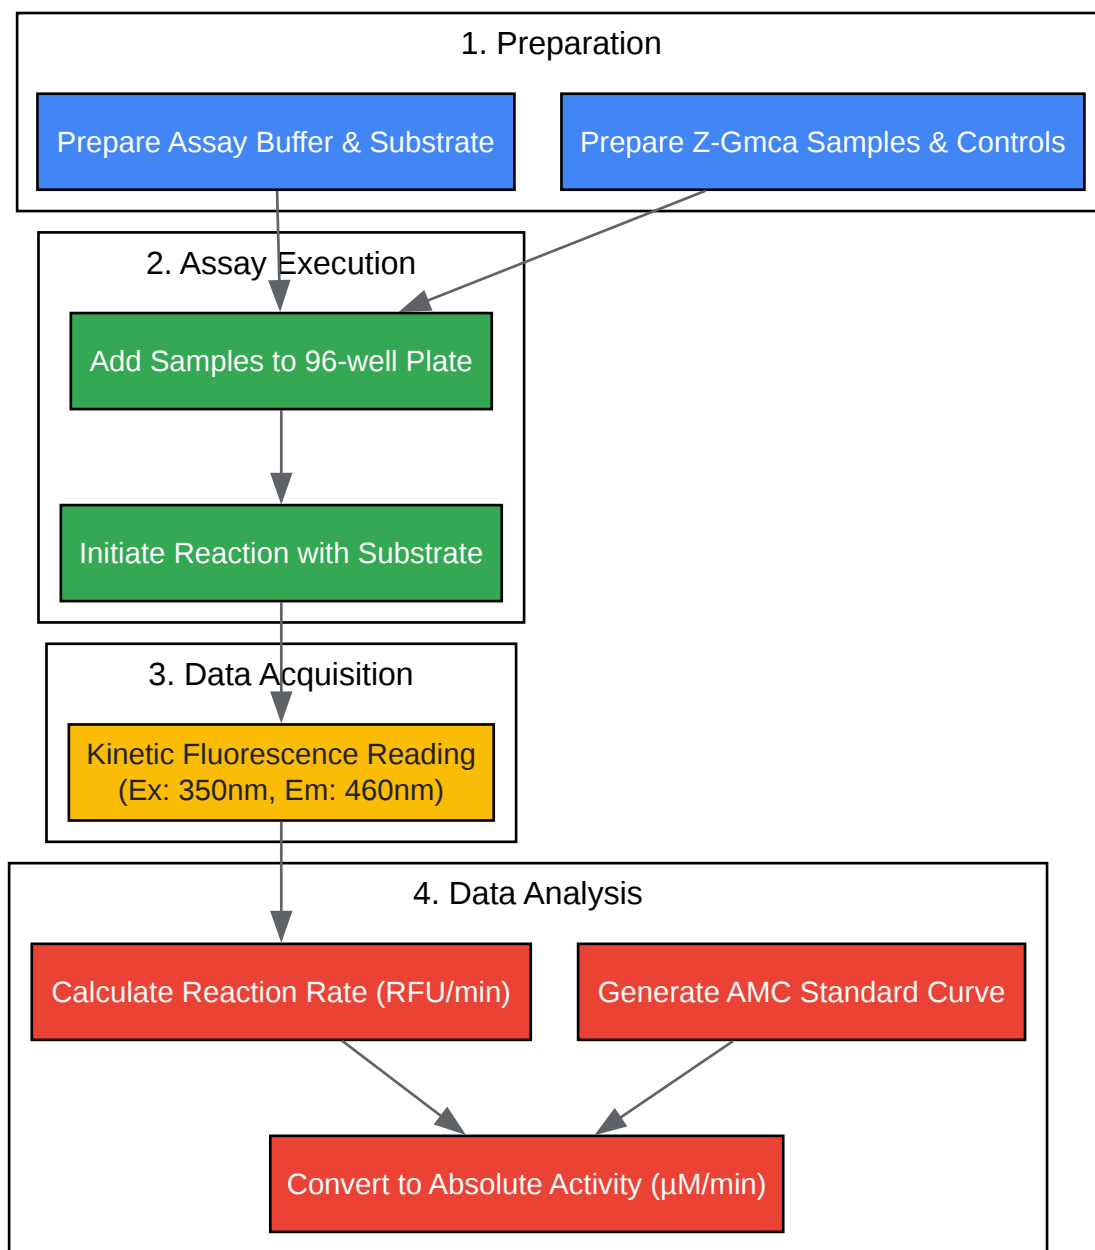 1. Preparation
Prepare Assay Buffer & Substrate
Prepare Z-Gmca Samples & Controls
2. Assay Execution
Add Samples to 96-well Plate
Initiate Reaction with Substrate
3. Data Acquisition
Kinetic Fluorescence Reading
(Ex: 350nm, Em: 460nm)
4. Data Analysis
Calculate Reaction Rate (RFU/min)
Generate AMC Standard Curve
Convert to Absolute Activity (µM/min)